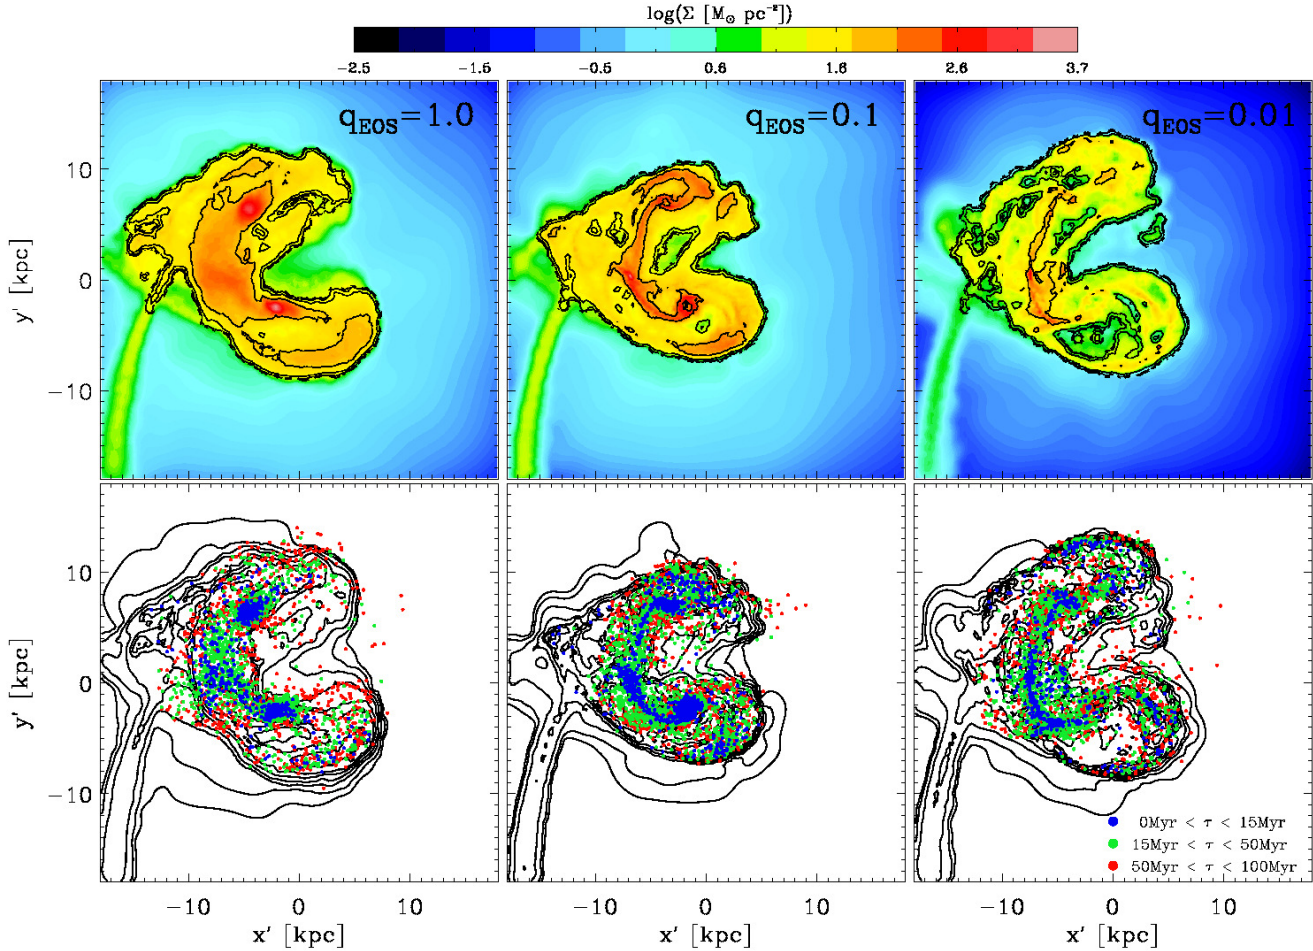 log(Σ [M⊙ pc⁻²])
−2.5 −1.5 −0.5 0.6 1.6 2.6 3.7
qEOS=1.0 qEOS=0.1 qEOS=0.01
10
0
−10
y' [kpc]
10
0
−10
y' [kpc]
0Myr < τ < 15Myr
15Myr < τ < 50Myr
50Myr < τ < 100Myr
−10 0 10 −10 0 10 −10 0 10
x' [kpc] x' [kpc] x' [kpc]